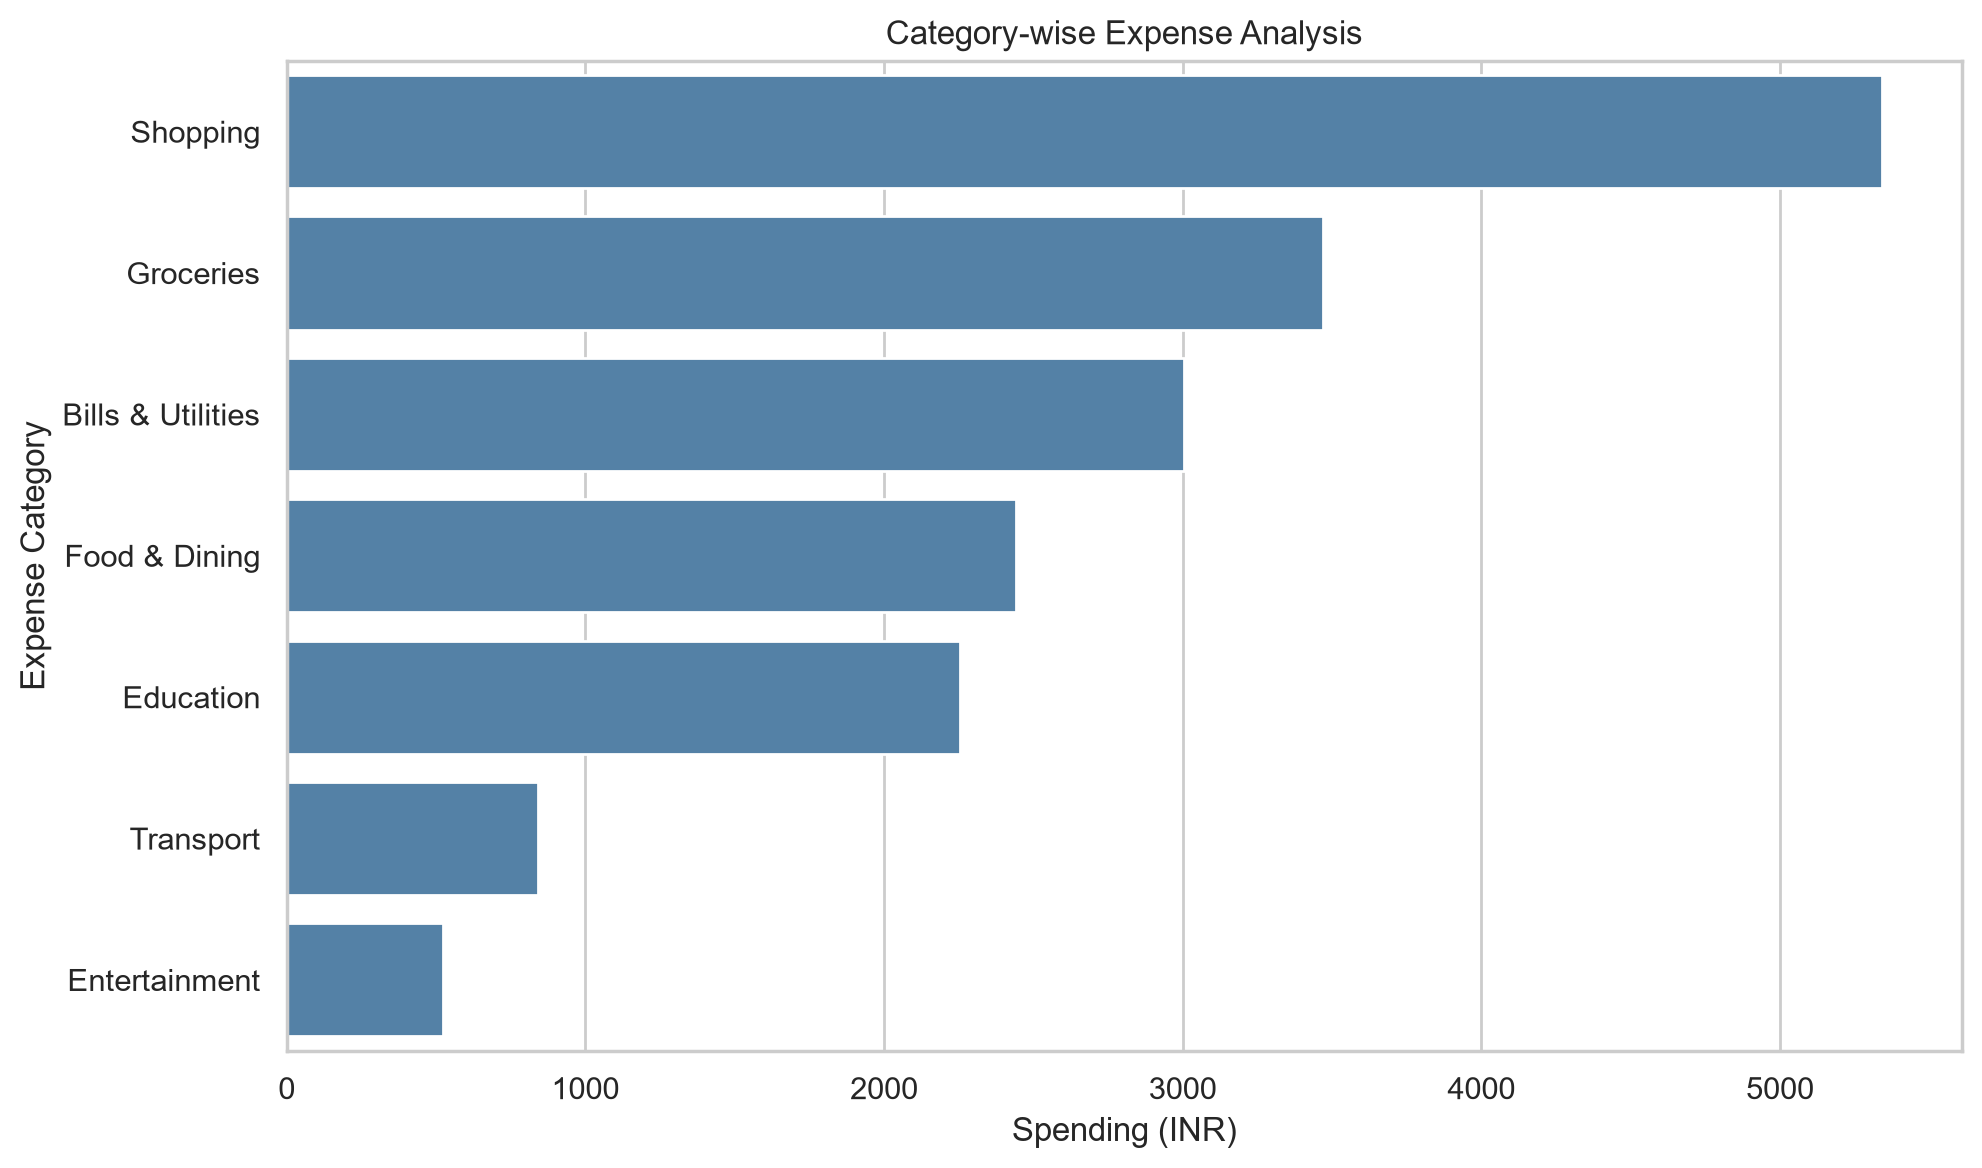 Category-wise Expense Analysis
Expense Category
Shopping
Groceries
Bills & Utilities
Food & Dining
Education
Transport
Entertainment
0 1000 2000 3000 4000 5000
Spending (INR)